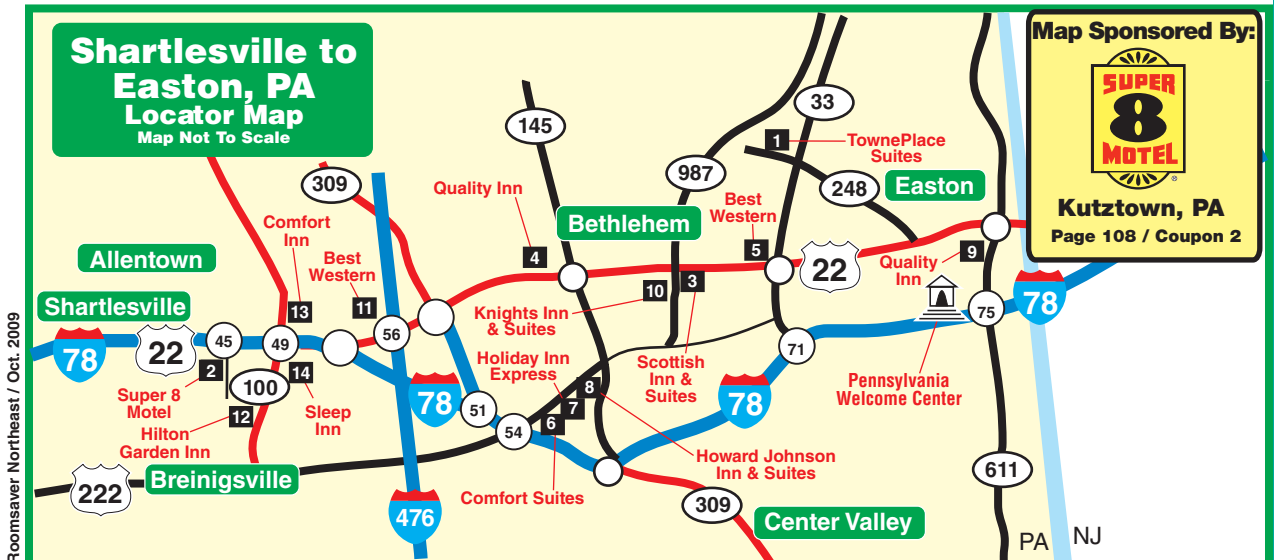 Shartlesville to
Easton, PA
Locator Map
Map Not To Scale
Map Sponsored By:
SUPER
8
MOTEL
®
Kutztown, PA
Page 108 / Coupon 2
33
145
1
TownePlace
Suites
987
309
248
Easton
Quality Inn
Best
Western
Comfort
Inn
Bethlehem
Allentown
Best
Western
4
5
22
Quality
Inn
9
Shartlesville
13
11
10
3
78
78
22
45
49
56
Knights Inn
& Suites
75
71
2
14
100
Holiday Inn
Express
Scottish
Inn &
Suites
Pennsylvania
Welcome Center
Super 8
Motel
12
Sleep
Inn
78
51
8
7
6
78
Hilton
Garden Inn
54
Howard Johnson
Inn & Suites
611
Breinigsville
222
Comfort Suites
476
309
Center Valley
PA
NJ
Roomsaver Northeast / Oct. 2009